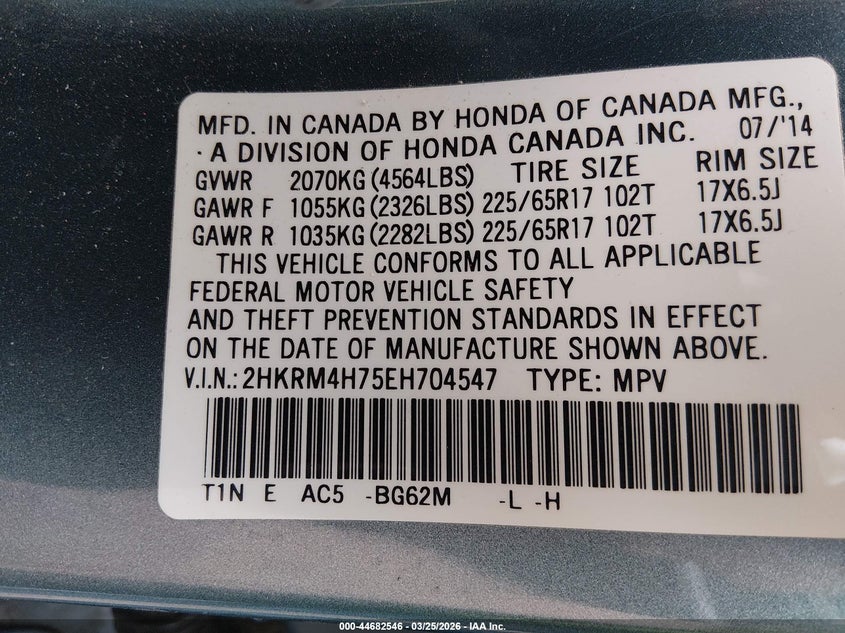 MFD. IN CANADA BY HONDA OF CANADA MFG.,
·A DIVISION OF HONDA CANADA INC. 07/'14
GVWR 2070KG(4564LBS) TIRE SIZE RIM SIZE
GAWR F 1055KG(2326LBS) 225/65R17 102T 17X6.5J
GAWR R 1035KG(2282LBS) 225/65R17 102T 17X6.5J
THIS VEHICLE CONFORMS TO ALL APPLICABLE
FEDERAL MOTOR VEHICLE SAFETY
AND THEFT PREVENTION STANDARDS IN EFFECT
ON THE DATE OF MANUFACTURE SHOWN ABOVE.
V.I.N.: 2HKRM4H75EH704547 TYPE: MPV
T1N E AC5 -BG62M -L -H
000-44682546 - 03/25/2026 - IAA Inc.